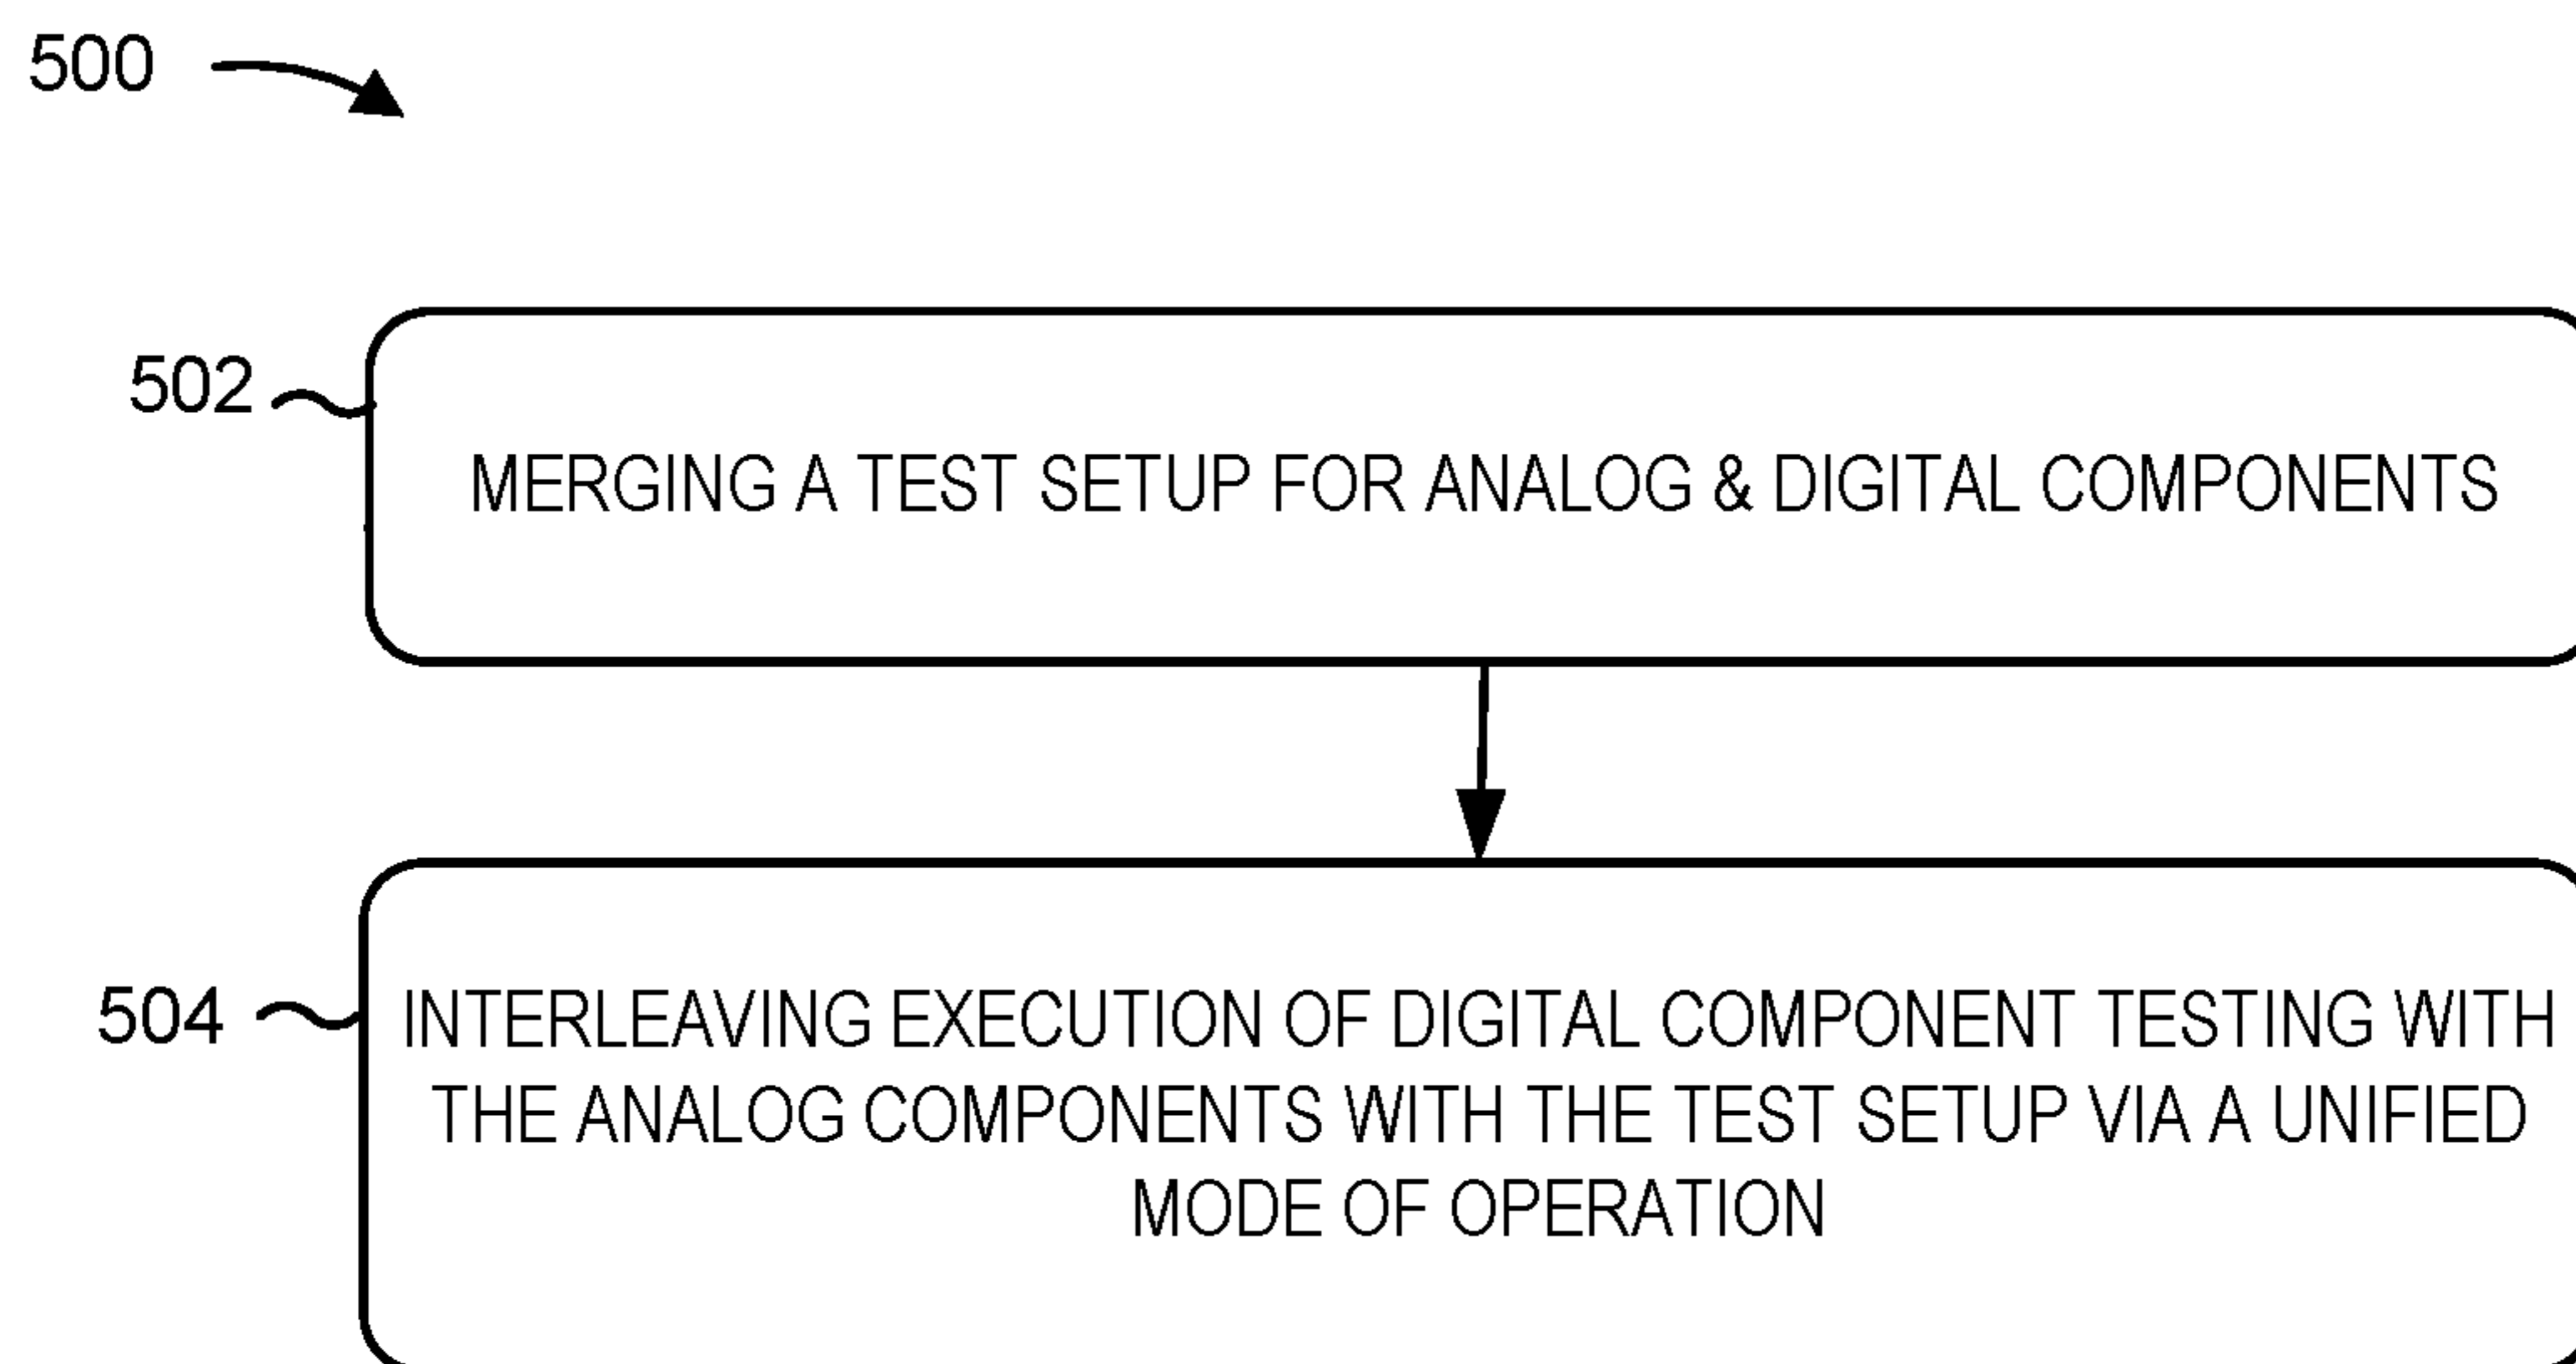 500
502
MERGING A TEST SETUP FOR ANALOG & DIGITAL COMPONENTS
504
INTERLEAVING EXECUTION OF DIGITAL COMPONENT TESTING WITH
THE ANALOG COMPONENTS WITH THE TEST SETUP VIA A UNIFIED
MODE OF OPERATION